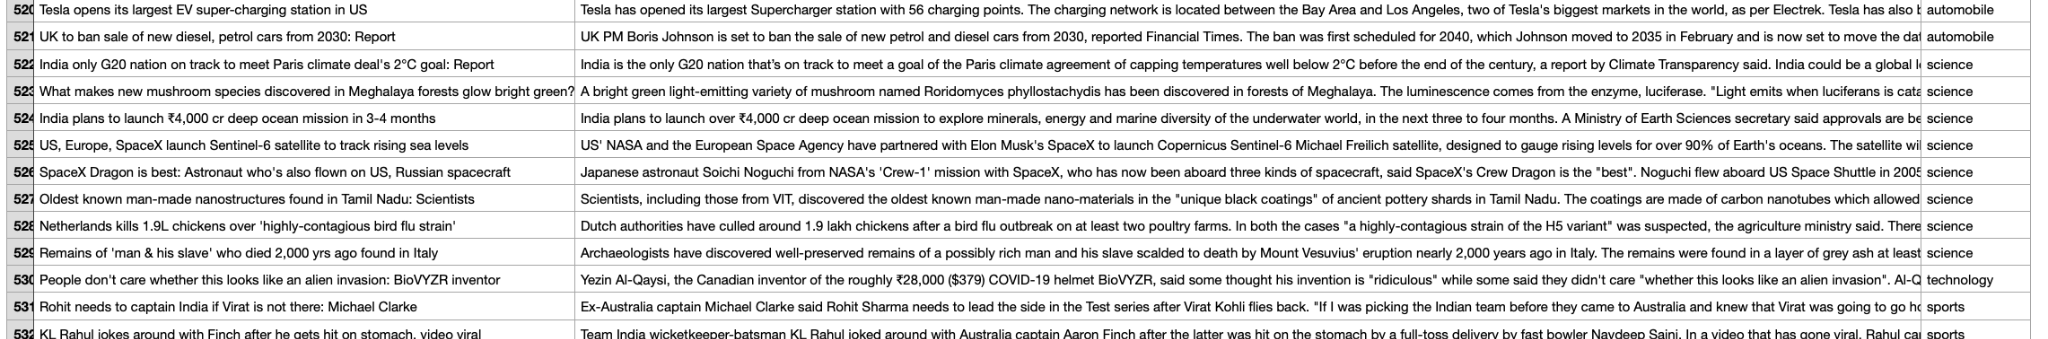 520 Tesla opens its largest EV super-charging station in US Tesla has opened its largest Supercharger station with 56 charging points. The charging network is located between the Bay Area and Los Angeles, two of Tesla's biggest markets in the world, as per Electrek. Tesla has also automobile
521 UK to ban sale of new diesel, petrol cars from 2030: Report UK PM Boris Johnson is set to ban the sale of new petrol and diesel cars from 2030, reported Financial Times. The ban was first scheduled for 2040, which Johnson moved to 2035 in February and is now set to move the automobile
522 India only G20 nation on track to meet Paris climate deal's 2°C goal: Report India is the only G20 nation that's on track to meet a goal of the Paris climate agreement of capping temperatures well below 2°C before the end of the century, a report by Climate Transparency said. India could be a global science
523 What makes new mushroom species discovered in Meghalaya forests glow bright green? A bright green light-emitting variety of mushroom named Roridomyces phyllostachydis has been discovered in forests of Meghalaya. The luminescence comes from the enzyme, luciferase. "Light emits when luciferans is science
524 India plans to launch ₹4,000 cr deep ocean mission in 3-4 months India plans to launch over ₹4,000 cr deep ocean mission to explore minerals, energy and marine diversity of the underwater world, in the next three to four months. A Ministry of Earth Sciences secretary said approvals are science
525 US, Europe, SpaceX launch Sentinel-6 satellite to track rising sea levels US' NASA and the European Space Agency have partnered with Elon Musk's SpaceX to launch Copernicus Sentinel-6 Michael Freilich satellite, designed to gauge rising levels for over 90% of Earth's oceans. The satellite science
526 SpaceX Dragon is best: Astronaut who's also flown on US, Russian spacecraft Japanese astronaut Soichi Noguchi from NASA's 'Crew-1' mission with SpaceX, who has now been aboard three kinds of spacecraft, said SpaceX's Crew Dragon is the "best". Noguchi flew aboard US Space Shuttle in 2005 science
527 Oldest known man-made nanostructures found in Tamil Nadu: Scientists Scientists, including those from VIT, discovered the oldest known man-made nano-materials in the "unique black coatings" of ancient pottery shards in Tamil Nadu. The coatings are made of carbon nanotubes which allowed science
528 Netherlands kills 1.9L chickens over 'highly-contagious bird flu strain' Dutch authorities have culled around 1.9 lakh chickens after a bird flu outbreak on at least two poultry farms. In both the cases "a highly-contagious strain of the H5 variant" was suspected, the agriculture ministry said. There science
529 Remains of 'man & his slave' who died 2,000 yrs ago found in Italy Archaeologists have discovered well-preserved remains of a possibly rich man and his slave scalded to death by Mount Vesuvius' eruption nearly 2,000 years ago in Italy. The remains were found in a layer of grey ash at least science
530 People don't care whether this looks like an alien invasion: BioVYZR inventor Yezin Al-Qaysi, the Canadian inventor of the roughly ₹28,000 ($379) COVID-19 helmet BioVYZR, said some thought his invention is "ridiculous" while some said they didn't care "whether this looks like an alien invasion". Al-Q technology
531 Rohit needs to captain India if Virat is not there: Michael Clarke Ex-Australia captain Michael Clarke said Rohit Sharma needs to lead the side in the Test series after Virat Kohli flies back. "If I was picking the Indian team before they came to Australia and knew that Virat was going to go sports
532 KL Rahul jokes around with Finch after he gets hit on stomach, video viral Team India wicketkeeper-batsman KL Rahul joked around with Australia captain Aaron Finch after the latter was hit on the stomach by a full-toss delivery by fast bowler Navdeep Saini. In a video that has gone viral, Rahul sports